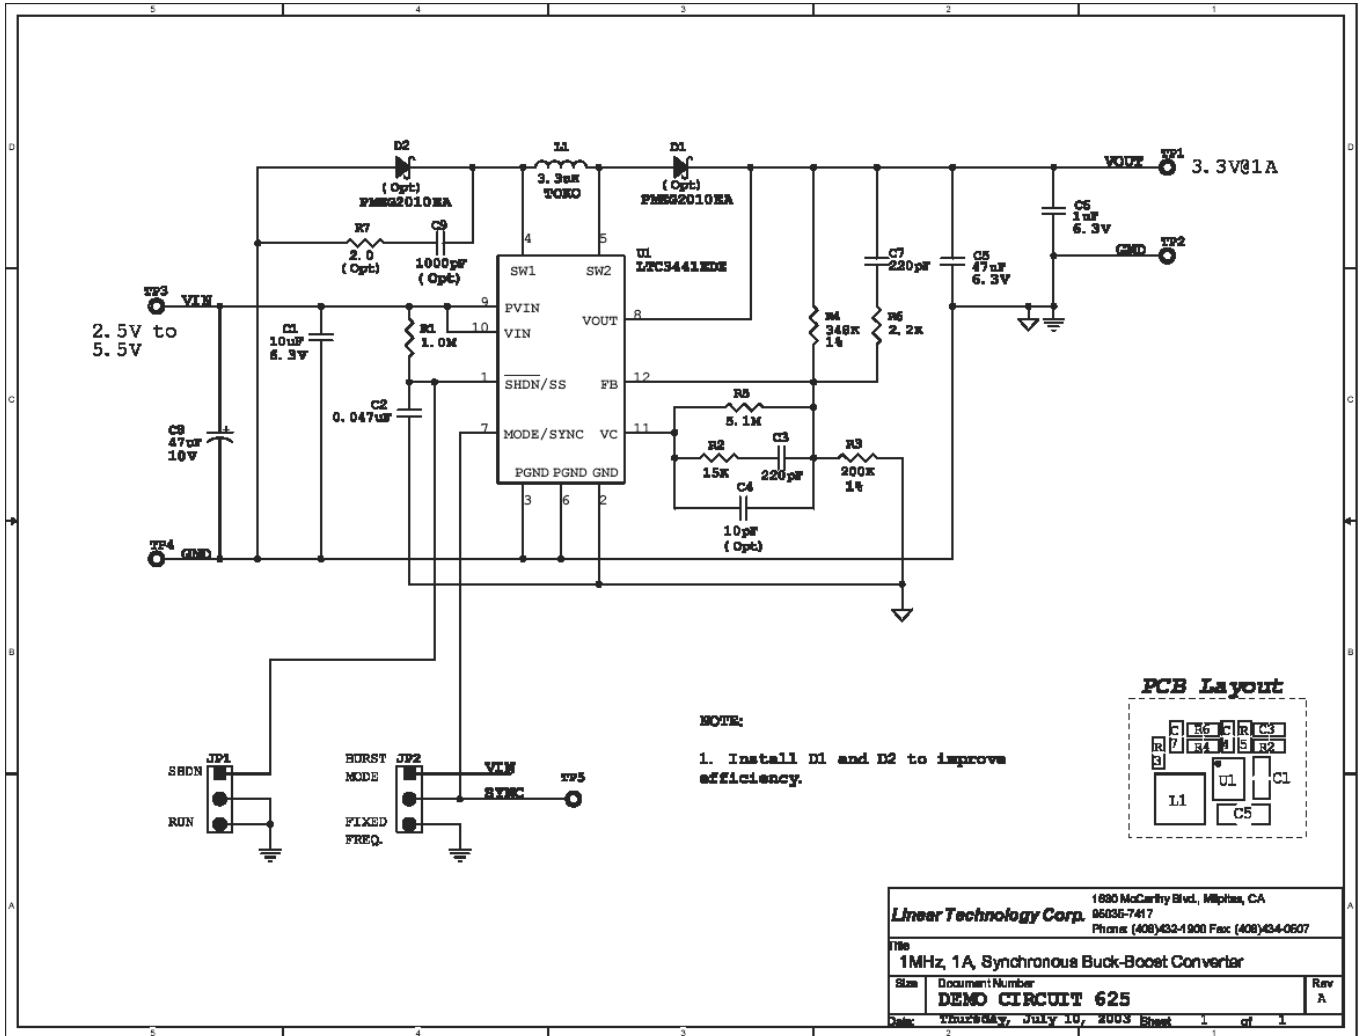 5 4 3 2 1
D D
D2
(Opt)
PMEG2010EA
L1
3.3uH
TOKO
D1
(Opt)
PMEG2010EA
VOUT
TP1
3.3V@1A
R7
2.0
(Opt)
C9
1000pF
(Opt)
4
5
SW1
SW2
U1
LTC3441EDE
C7
220pF
C5
47uF
6.3V
C6
1uF
6.3V
GND
TP2
TP3
VIN
2.5V to
5.5V
C1
10uF
6.3V
R1
1.0M
9
PVIN
10
VIN
VOUT
8
R4
348K
1%
R6
2.2K
1
SHDN/SS
FB
12
C C
C2
0.047uF
R5
5.1M
C8
47uF
10V
+
7
MODE/SYNC
VC
11
R2
15K
C3
220pF
R3
200K
1%
C4
10pF
(Opt)
PGND PGND GND
3 6 2
TP4
GND
B B
JP1
SHDN
RUN
BURST
MODE
JP2
VIN
SYNC
TP5
FIXED
FREQ.
NOTE:
1. Install D1 and D2 to improve
efficiency.
PCB Layout
C7
R6
R4
C4
R5
C3
R2
R3
L1
U1
C1
C5
A A
Linear Technology Corp.
1630 McCarthy Blvd., Milpitas, CA
95035-7417
Phone: (408)432-1900 Fax: (408)434-0507
Title
1MHz, 1A, Synchronous Buck-Boost Converter
Size
Document Number
DEMO CIRCUIT 625
Rev
A
Date: Thursday, July 10, 2003 Sheet 1 of 1
5 4 3 2 1